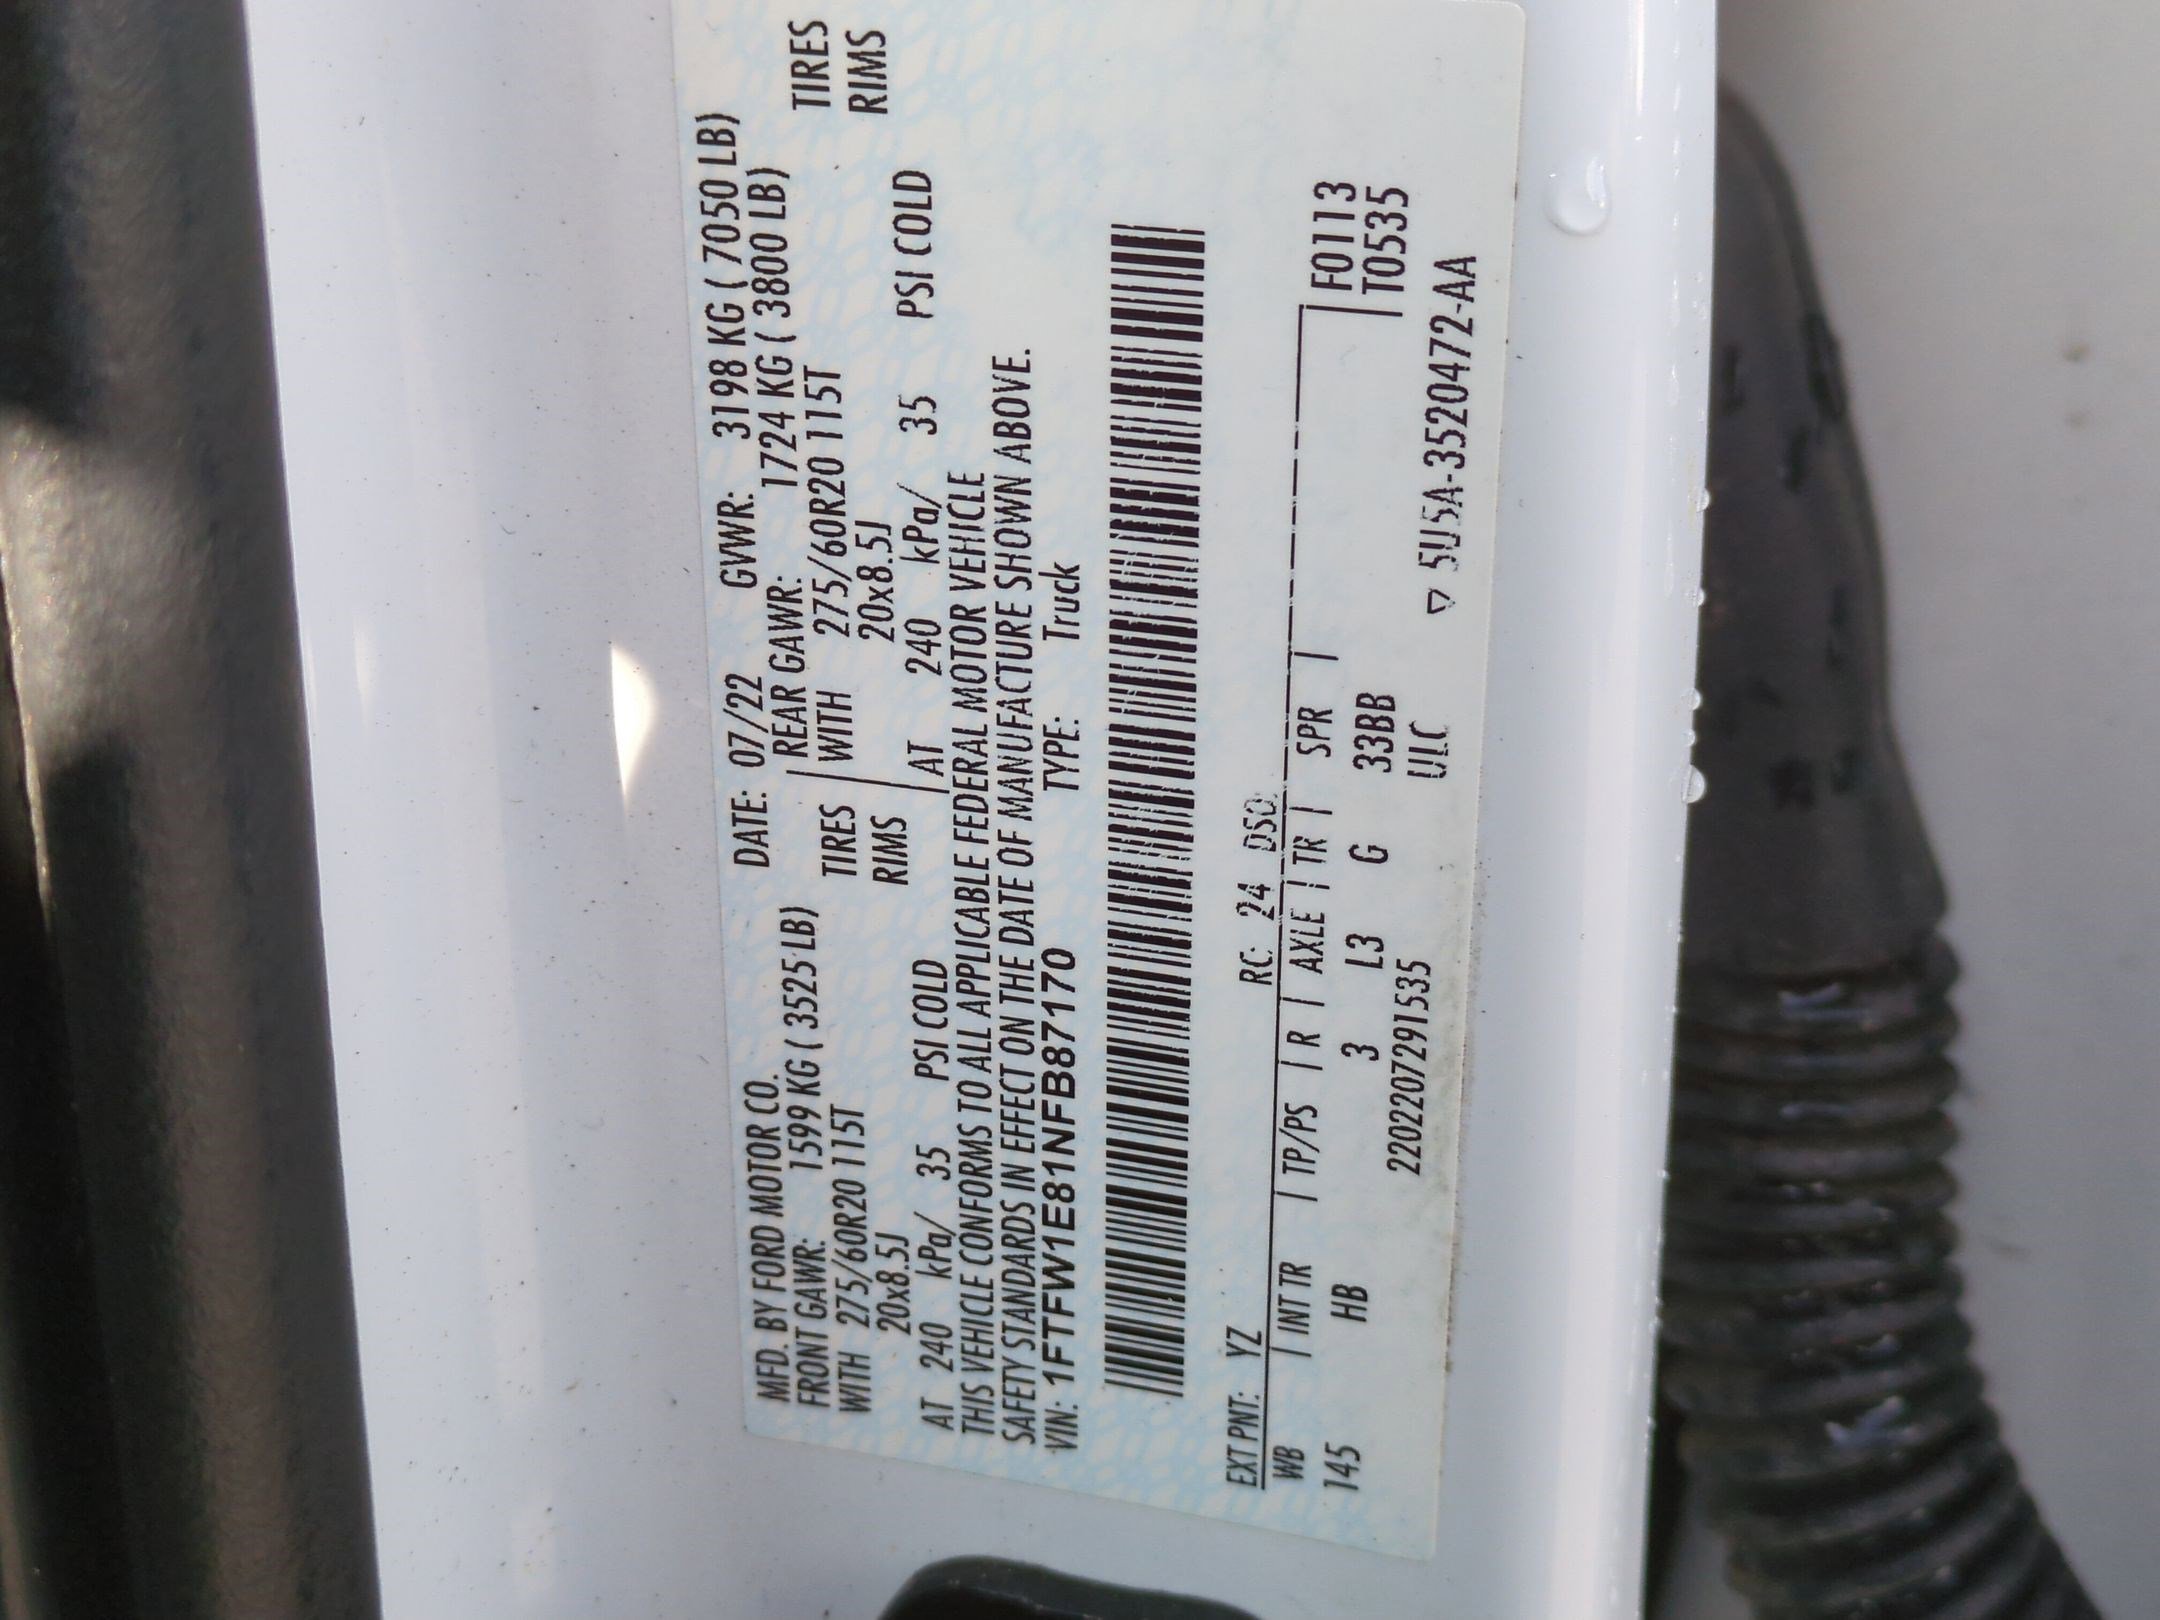 MFD. BY FORD MOTOR CO. DATE: 07/22 GVWR: 3198 KG ( 7050 LB)
FRONT GAWR: 1599 KG ( 3525 LB) REAR GAWR: 1724 KG ( 3800 LB)
WITH 275/60R20 115T TIRES WITH 275/60R20 115T TIRES
20x8.5J RIMS 20x8.5J RIMS
AT 240 kPa/ 35 PSI COLD AT 240 kPa/ 35 PSI COLD
THIS VEHICLE CONFORMS TO ALL APPLICABLE FEDERAL MOTOR VEHICLE
SAFETY STANDARDS IN EFFECT ON THE DATE OF MANUFACTURE SHOWN ABOVE.
VIN: 1FTFW1E81NFB87170 TYPE: Truck
EXT PNT: YZ RC: 24 DSO:
WB | INT TR | TP/PS | R | AXLE | TR | SPR | F0113
145 HB 3 L3 G 33BB T0535
2202207291535 ULC
▽ 5U5A-3520472-AA